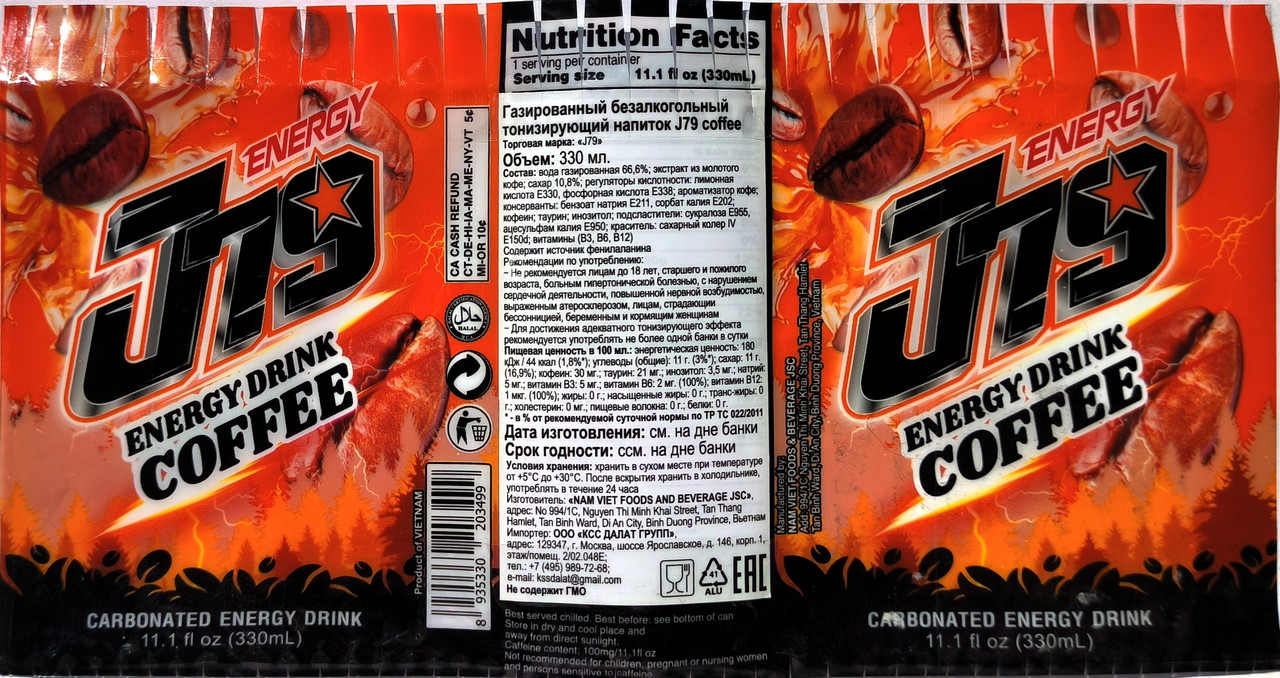 ENERGY
J79
ENERGY DRINK
COFFEE
CARBONATED ENERGY DRINK
11.1 fl oz (330mL)
CA CASH REFUND
CT-DE-HI-IA-MA-ME-NY-VT 5¢
MI-OR 10¢
HALAL
حلال
Product of VIETNAM
8 935330 203499
Nutrition Facts
1 serving per container
Serving size 11.1 fl oz (330mL)
Газированный безалкогольный
тонизирующий напиток J79 coffee
Торговая марка: «J79»
Объем: 330 мл.
Состав: вода газированная 66,6%; экстракт из молотого
кофе; сахар 10,8%; регуляторы кислотности: лимонная
кислота Е330, фосфорная кислота Е338; ароматизатор кофе;
консерванты: бензоат натрия Е211, сорбат калия Е202;
кофеин; таурин; инозитол; подсластители: сукралоза Е955,
ацесульфам калия Е950; краситель: сахарный колер IV
E150d; витамины (В3, В6, В12)
Содержит источник фенилаланина
Рекомендации по употреблению:
– Не рекомендуется лицам до 18 лет, старшего и пожилого
возраста, больным гипертонической болезнью, с нарушением
сердечной деятельности, повышенной нервной возбудимостью,
выраженным атеросклерозом, лицам, страдающии
бессонницией, беременным и кормящим женщинам
– Для достижения адекватного тонизирующего эффекта
рекомендуется употреблять не более одной банки в сутки
Пищевая ценность в 100 мл.: энергетическая ценность: 180
кДж / 44 ккал (1,8%*); углеводы (общие): 11 г. (3%*); сахар: 11 г.
(16,9%); кофеин: 30 мг.; таурин: 21 мг.; инозитол: 3,5 мг.; натрий:
5 мг.; витамин В3: 5 мг.; витамин В6: 2 мг. (100%); витамин В12:
1 мкг. (100%); жиры: 0 г.; насыщенные жиры: 0 г.; транс-жиры: 0
г.; холестерин: 0 мг.; пищевые волокна: 0 г.; белки: 0 г.
* - в % от рекомендуемой суточной нормы по ТР ТС 022/2011
Дата изготовления: см. на дне банки
Срок годности: ссм. на дне банки
Условия хранения: хранить в сухом месте при температуре
от +5°С до +30°С. После вскрытия хранить в холодильнике,
употреблять в течение 24 часа
Изготовитель: «NAM VIET FOODS AND BEVERAGE JSC»,
адрес: No 994/1C, Nguyen Thi Minh Khai Street, Tan Thang
Hamlet, Tan Binh Ward, Di An City, Binh Duong Province, Вьетнам
Импортер: ООО «КСС ДАЛАТ ГРУПП»,
адрес: 129347, г. Москва, шоссе Ярославское, д. 146, корп. 1,
этаж/помещ. 2/02.048Е;
тел.: +7 (495) 989-72-68;
e-mail: kssdalat@gmail.com
Не содержит ГМО
41
ALU
EAC
Best served chilled. Best before: see bottom of can
Store in dry and cool place and
away from direct sunlight.
Caffeine content: 100mg/11.1fl oz
Not recommended for children, pregnant or nursing women
and persons sensitive to caffeine.
Manufactured by:
NAM VIET FOODS & BEVERAGE JSC
Add: 994/1C Nguyen Thi Minh Khai Street, Tan Thang Hamlet,
Tan Binh Ward, Di An City, Binh Duong Province, Vietnam
ENERGY
J79
ENERGY DRINK
COFFEE
CARBONATED ENERGY DRINK
11.1 fl oz (330mL)